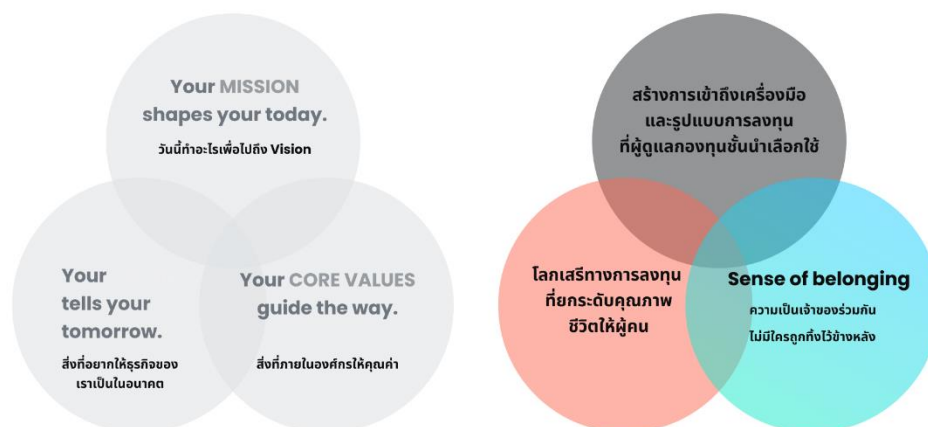 Your MISSION
shapes your today.
วันนี้ทำอะไรเพื่อไปถึง Vision
Your
tells your
tomorrow.
สิ่งที่อยากให้ธุรกิจของ
เราเป็นในอนาคต
Your CORE VALUES
guide the way.
สิ่งที่ภายในองค์กรให้คุณค่า
สร้างการเข้าถึงเครื่องมือ
และรูปแบบการลงทุน
ที่ผู้ดูแลกองทุนชั้นนำเลือกใช้
โลกเสรีทางการลงทุน
ที่ยกระดับคุณภาพ
ชีวิตให้ผู้คน
Sense of belonging
ความเป็นเจ้าของร่วมกัน
ไม่มีใครถูกทิ้งไว้ข้างหลัง